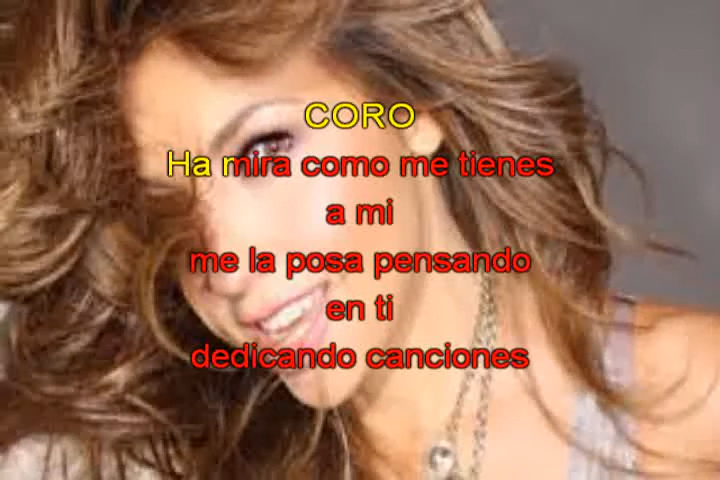 CORO
Ha mira como me tienes
a mi
me la posa pensando
en ti
dedicando canciones